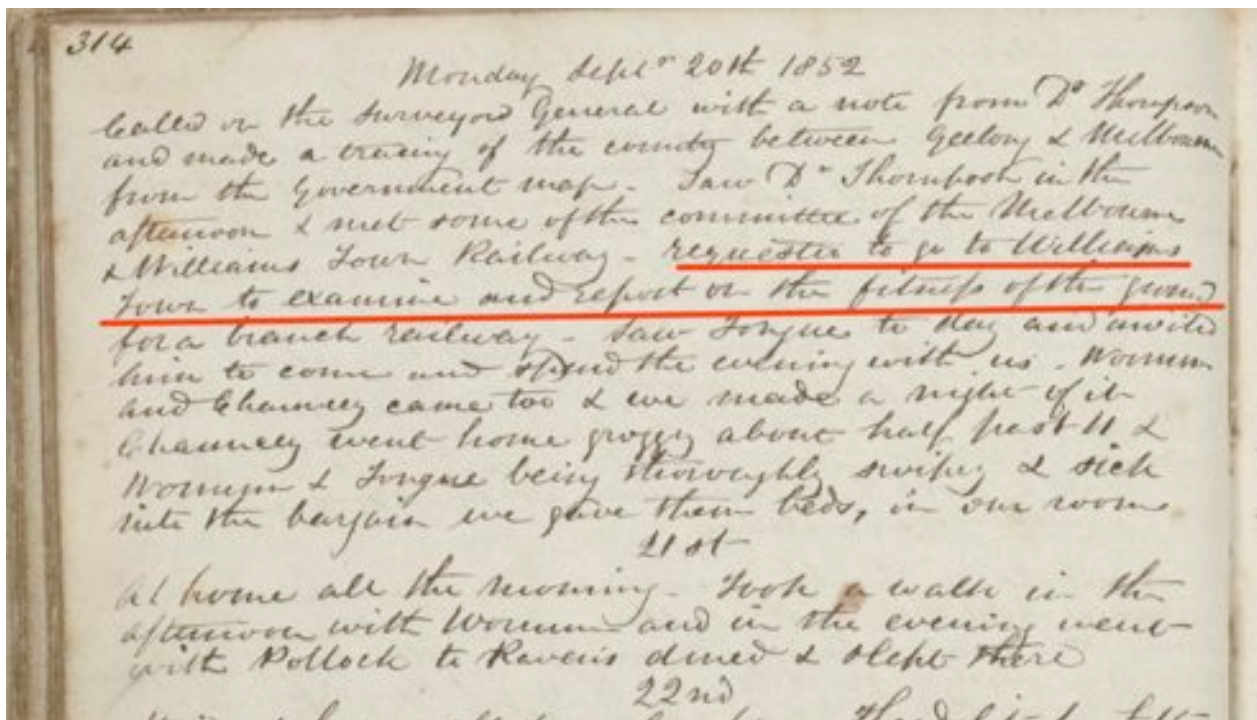 314
Monday Septr 20th 1852
Called on the Surveyor General with a note from Dr Thompson
and made a tracing of the country between Geelong & Melbourne
from the Government map. Saw Dr Thompson in the
afternoon & met some of the committee of the Melbourne
& Williams Town Railway - requested to go to Williams
Town to examine and report on the fitness of the ground
for a branch railway - Saw Tongue to day and invited
him to come and spend the evening with us.
and Chauncey came too & we made a night of it
Chauncey went home groggy about half past 11 &
& Tongue being thoroughly swipey & sick
into the bargain we gave them beds, in our rooms
21st
At home all the morning - Took a walk in the
afternoon with and in the evening went
with Pollock to Raven's dined & slept there
22nd